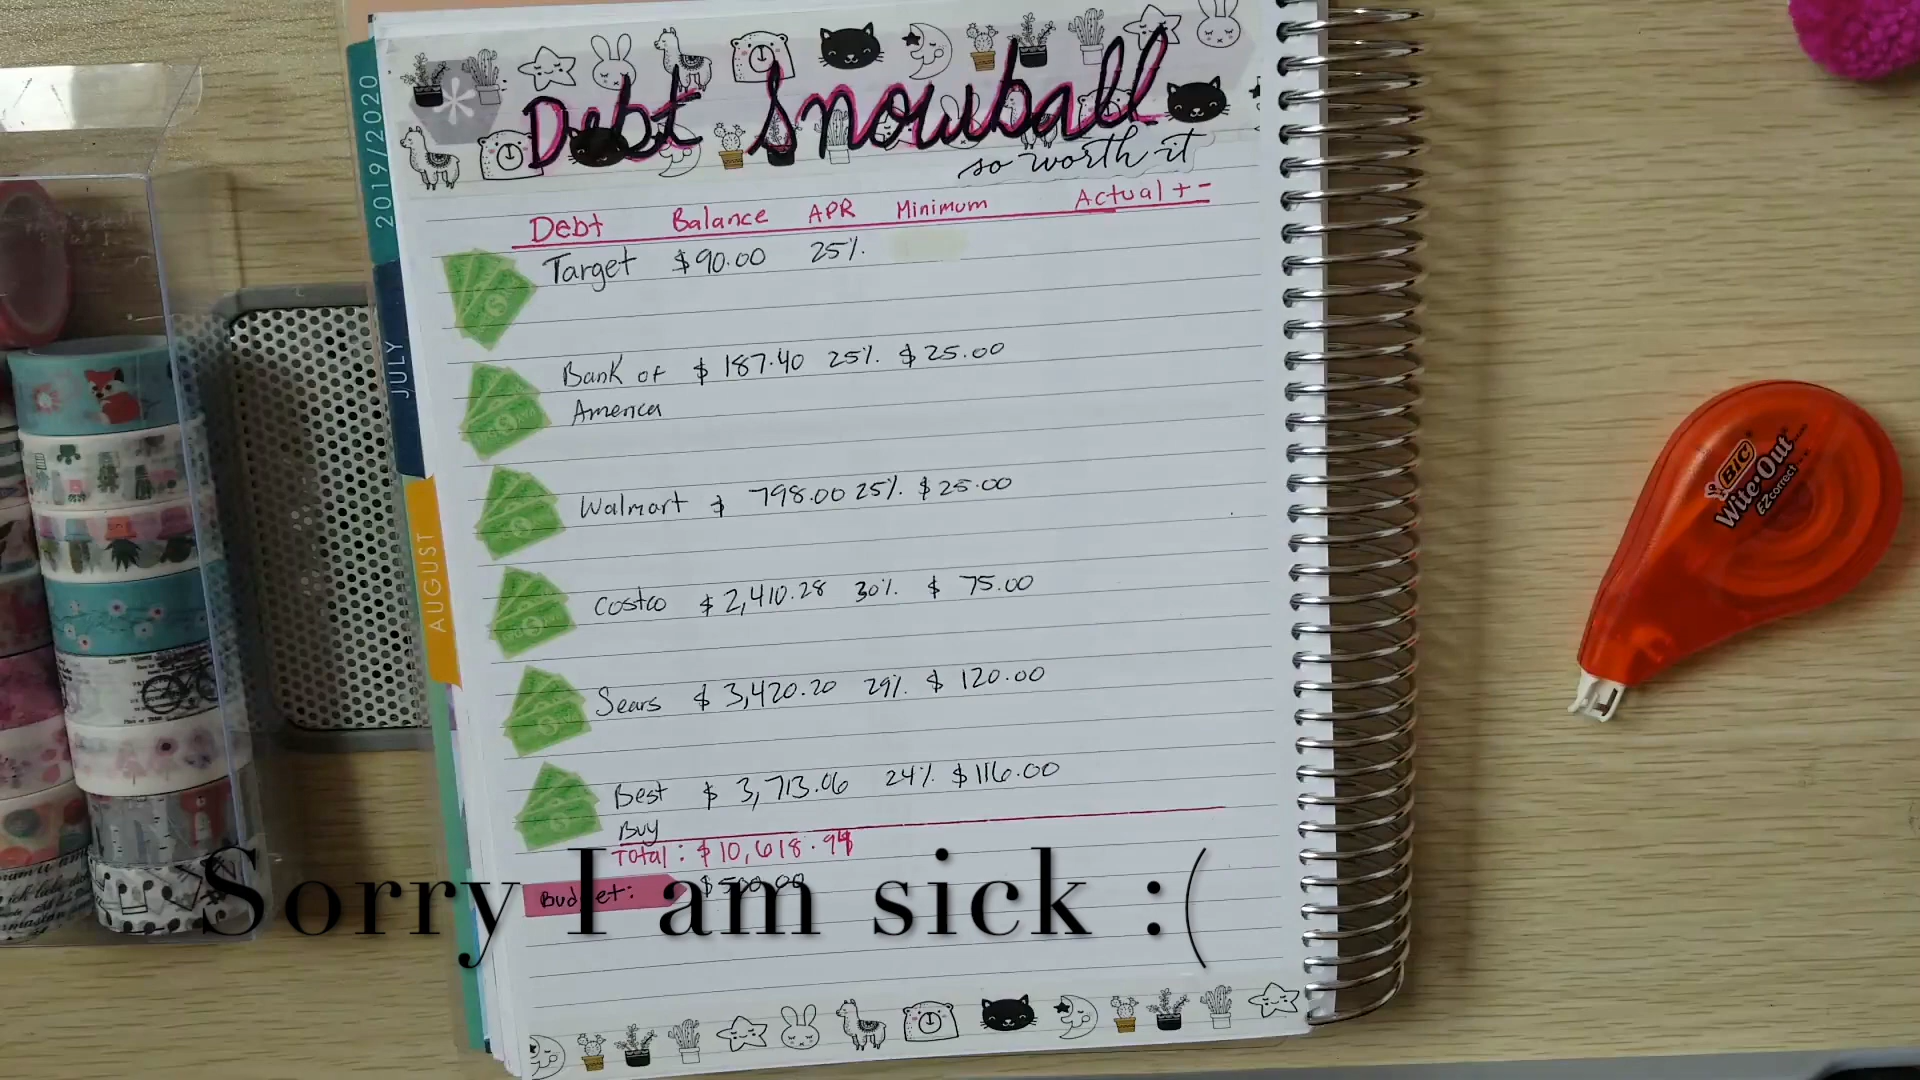 Debt Snowball
so worth it
Debt Balance APR Minimum Actual + -
Target $90.00 25%.
Bank of $ 187.40 25%. $25.00
America
Walmart $ 798.00 25%. $25.00
Costco $2,410.28 30%. $ 75.00
Sears $ 3,420.20 29%. $ 120.00
Best $ 3,713.06 24%. $116.00
Buy
Total: $10,618.94
Budget: $500.00
Sorry I am sick :(
2019/2020
JULY
AUGUST
BIC
Wite·Out
EZcorrect